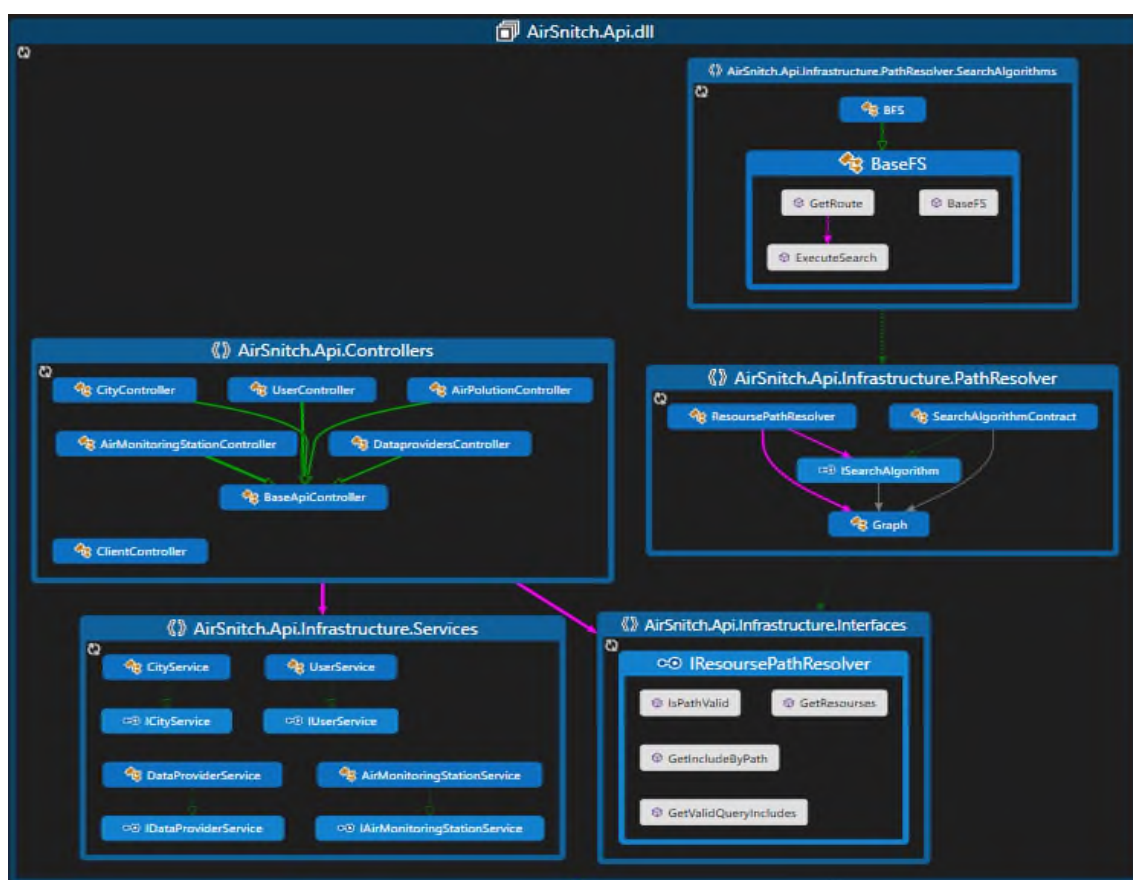 AirSnitch.Api.dll
AirSnitch.Api.Infrastructure.PathResolver.SearchAlgorithms
BFS
BaseFS
GetRoute
BaseFS
ExecuteSearch
AirSnitch.Api.Controllers
CityController
UserController
AirPolutionController
AirMonitoringStationController
DataprovidersController
BaseApiController
ClientController
AirSnitch.Api.Infrastructure.PathResolver
ResoursePathResolver
SearchAlgorithmContract
ISearchAlgorithm
Graph
AirSnitch.Api.Infrastructure.Services
CityService
UserService
ICityService
IUserService
DataProviderService
AirMonitoringStationService
IDataProviderService
IAirMonitoringStationService
AirSnitch.Api.Infrastructure.Interfaces
IResoursePathResolver
IsPathValid
GetResourses
GetIncludeByPath
GetValidQueryIncludes